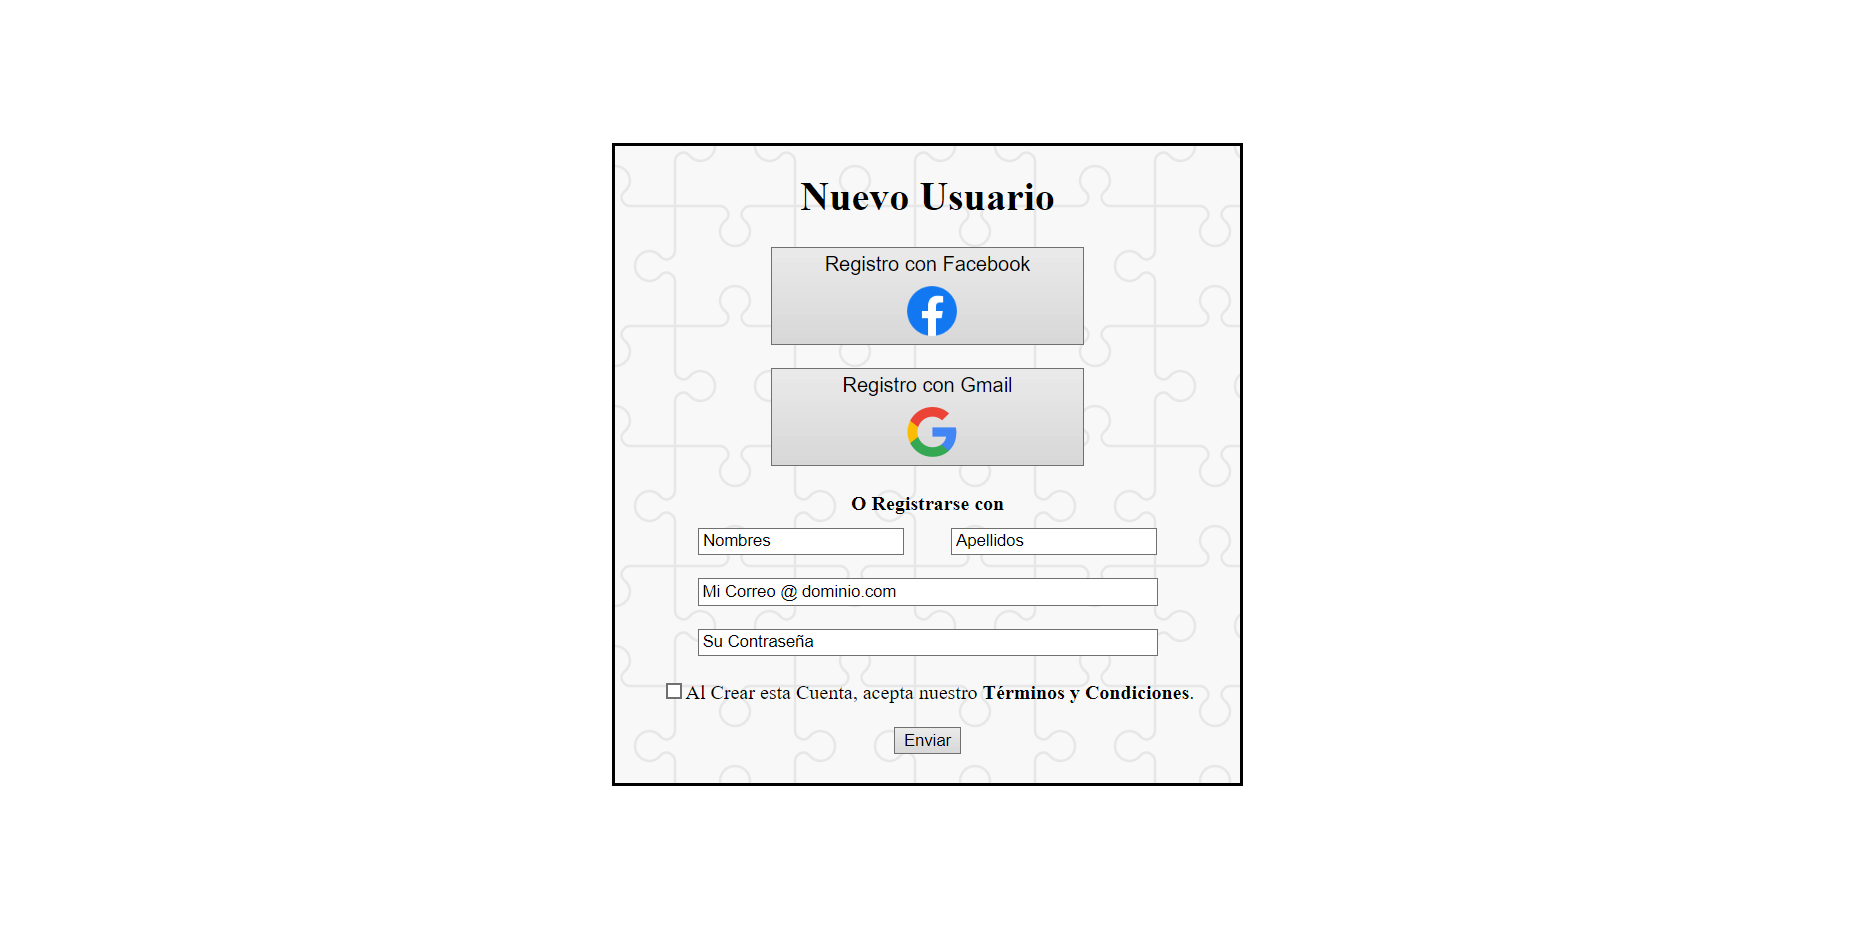 Nuevo Usuario
Registro con Facebook
Registro con Gmail
O Registrarse con
Nombres
Apellidos
Mi Correo @ dominio.com
Su Contraseña
Al Crear esta Cuenta, acepta nuestro Términos y Condiciones.
Enviar